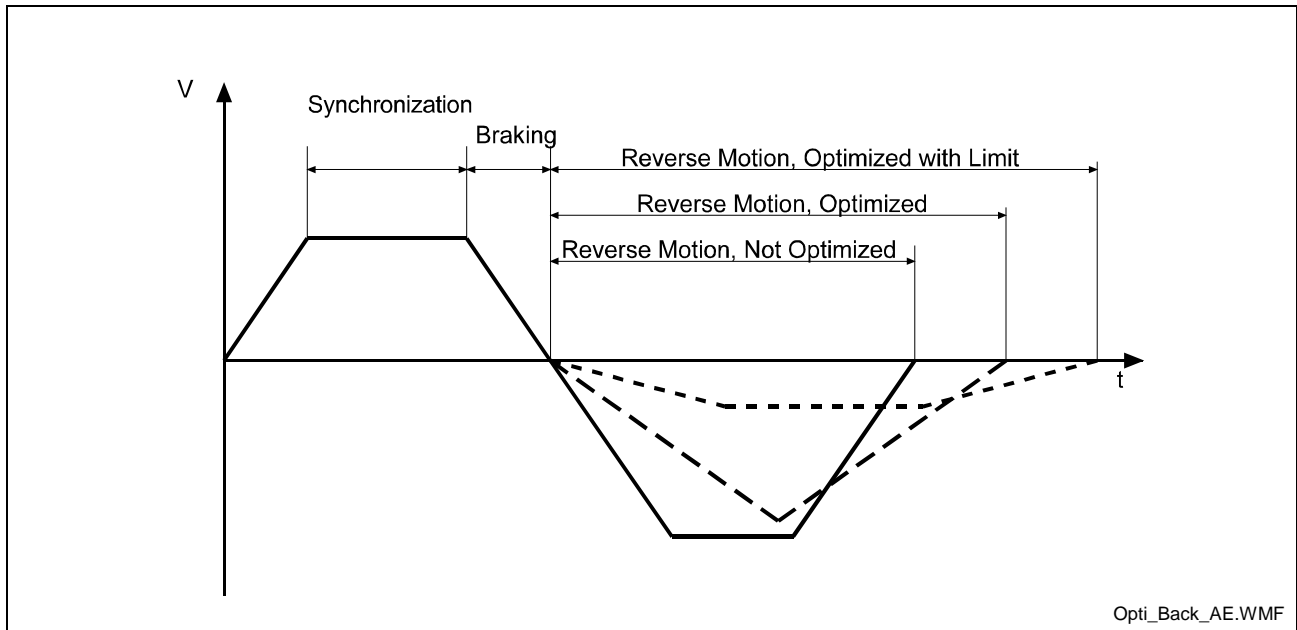 V
Synchronization
Braking
Reverse Motion, Optimized with Limit
Reverse Motion, Optimized
Reverse Motion, Not Optimized
t
Opti_Back_AE.WMF